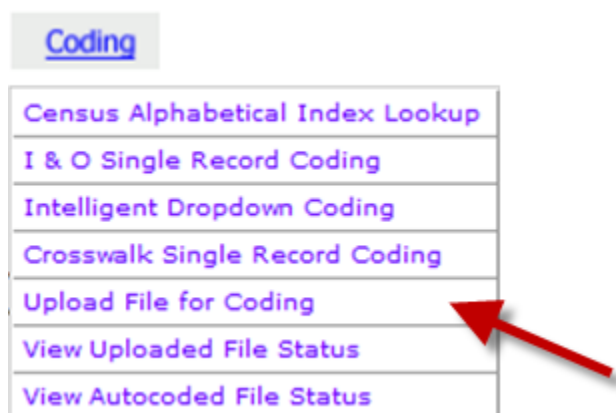 Coding
Census Alphabetical Index Lookup
I & O Single Record Coding
Intelligent Dropdown Coding
Crosswalk Single Record Coding
Upload File for Coding
View Uploaded File Status
View Autocoded File Status